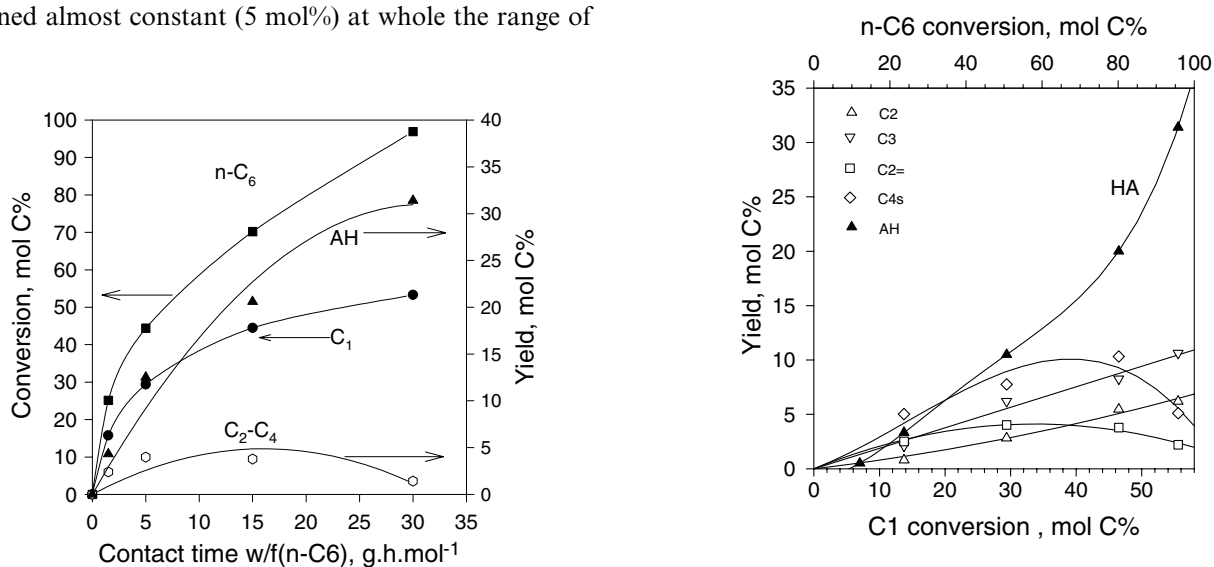 ned almost constant (5 mol%) at whole the range of
100
90
80
70
60
50
40
30
20
10
0
Conversion, mol C%
n-C6
AH
C1
C2-C4
40
35
30
25
20
15
10
5
0
Yield, mol C%
0 5 10 15 20 25 30 35
Contact time w/f(n-C6), g.h.mol-1
n-C6 conversion, mol C%
0 20 40 60 80 100
35
30
25
20
15
10
5
0
Yield, mol C%
C2
C3
C2=
C4s
AH
HA
0 10 20 30 40 50
C1 conversion , mol C%